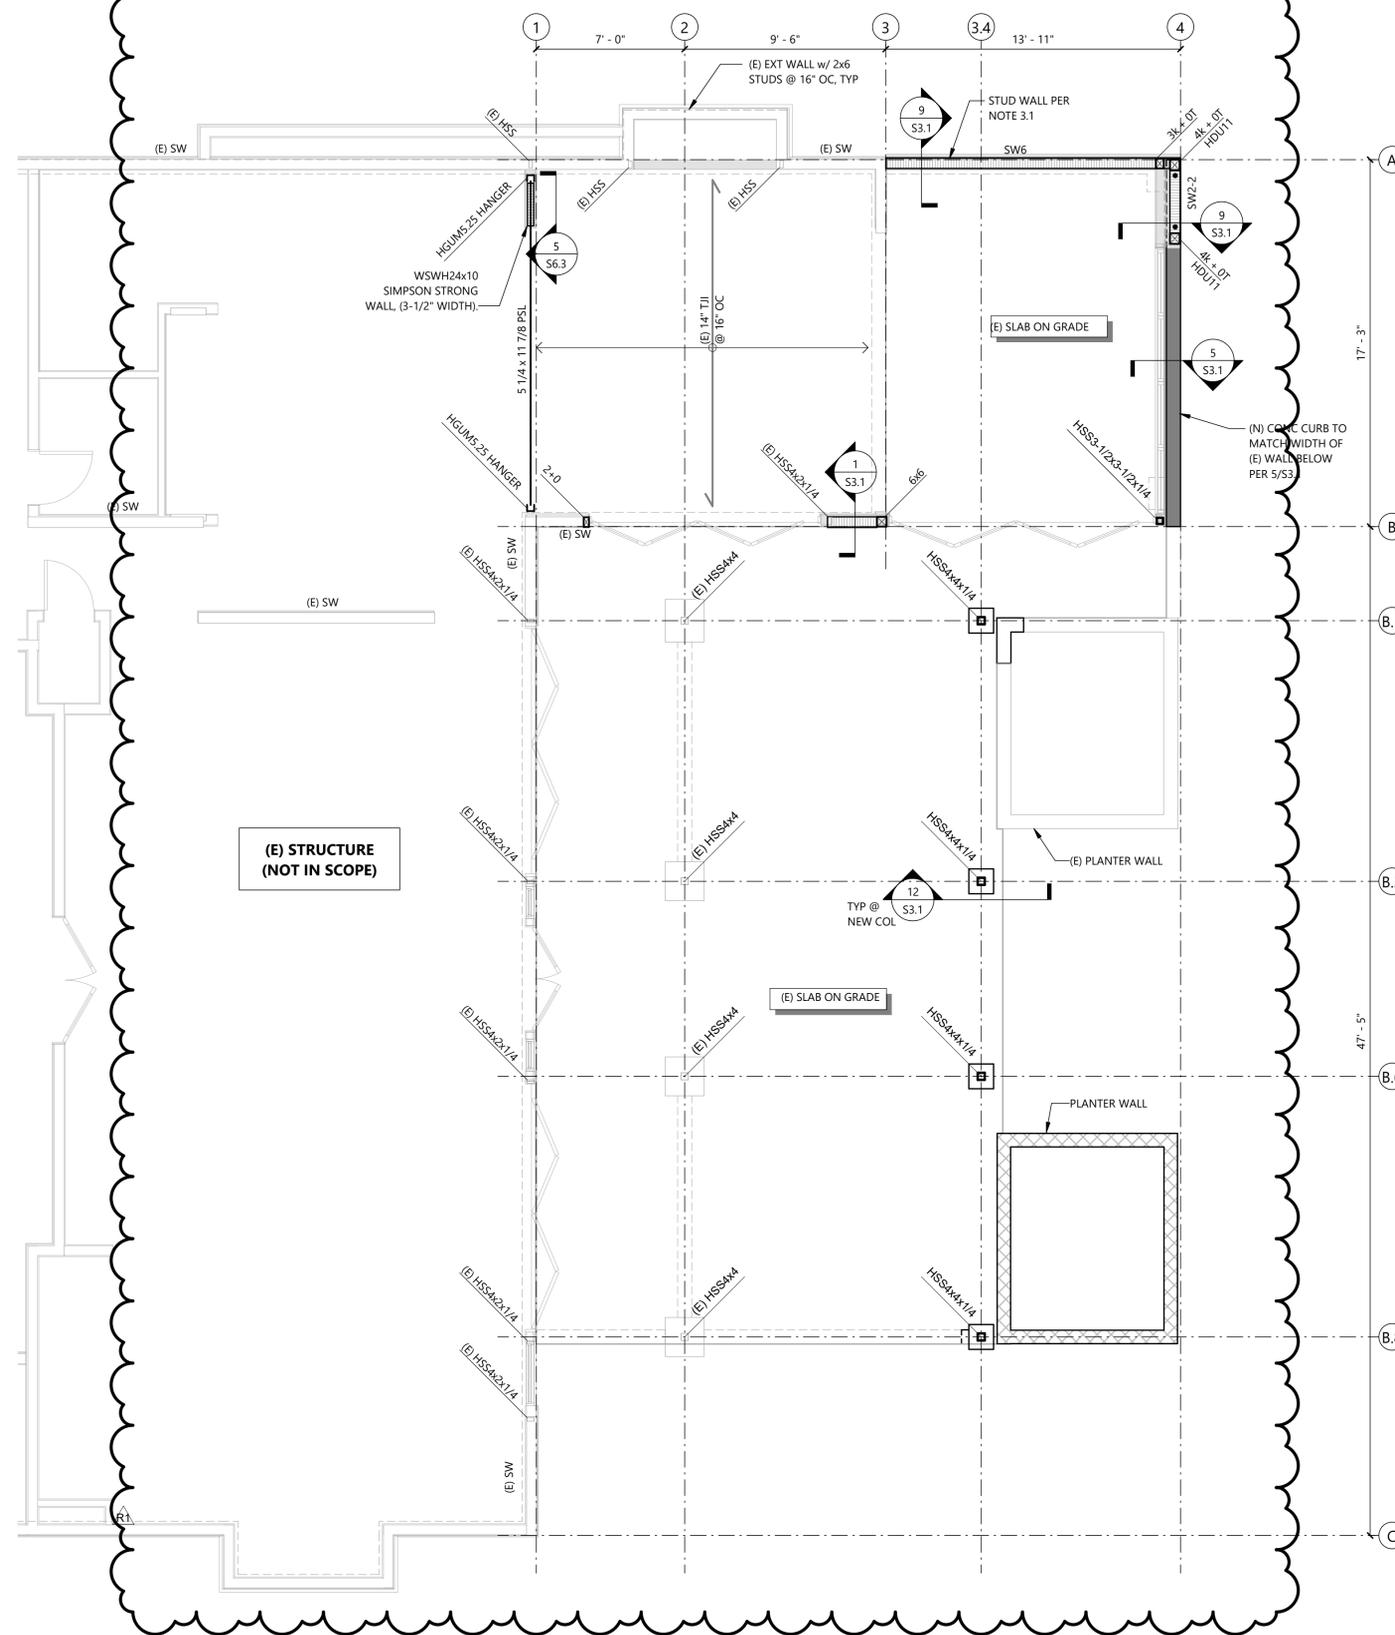 1
2
3
3.4
4
7' - 0"
9' - 6"
13' - 11"
(E) EXT WALL w/ 2x6
STUDS @ 16" OC, TYP
9
S3.1
STUD WALL PER
NOTE 3.1
(E) HSS
(E) SW
(E) SW
SW6
3k + 0T
4k + 0T
HDU11
A
HGUM5.25 HANGER
(E) HSS
(E) HSS
SW2-2
9
S3.1
5
S6.3
4k + 0T
HDU11
WSWH24x10
SIMPSON STRONG
WALL, (3-1/2" WIDTH).
5 1/4 x 11 7/8 PSL
(E) 14" TJI
@ 16" OC
(E) SLAB ON GRADE
17' - 3"
5
S3.1
HGUM5.25 HANGER
2+0
(E) HSS4x2x1/4
1
S3.1
6x6
HSS3-1/2x3-1/2x1/4
(N) CONC CURB TO
MATCH WIDTH OF
(E) WALL BELOW
PER 5/S3.
(E) SW
(E) SW
(E) SW
B
(E) HSS4x2x1/4
(E) HSS4x4
HSS4x4x1/4
(E) SW
B.
(E) STRUCTURE
(NOT IN SCOPE)
(E) HSS4x2x1/4
(E) HSS4x4
HSS4x4x1/4
(E) PLANTER WALL
B.
TYP @
NEW COL
12
S3.1
(E) SLAB ON GRADE
(E) HSS4x2x1/4
(E) HSS4x4
HSS4x4x1/4
47' - 5"
B.
PLANTER WALL
(E) HSS4x2x1/4
(E) HSS4x4
HSS4x4x1/4
B.
(E) HSS4x2x1/4
(E) SW
R1
C